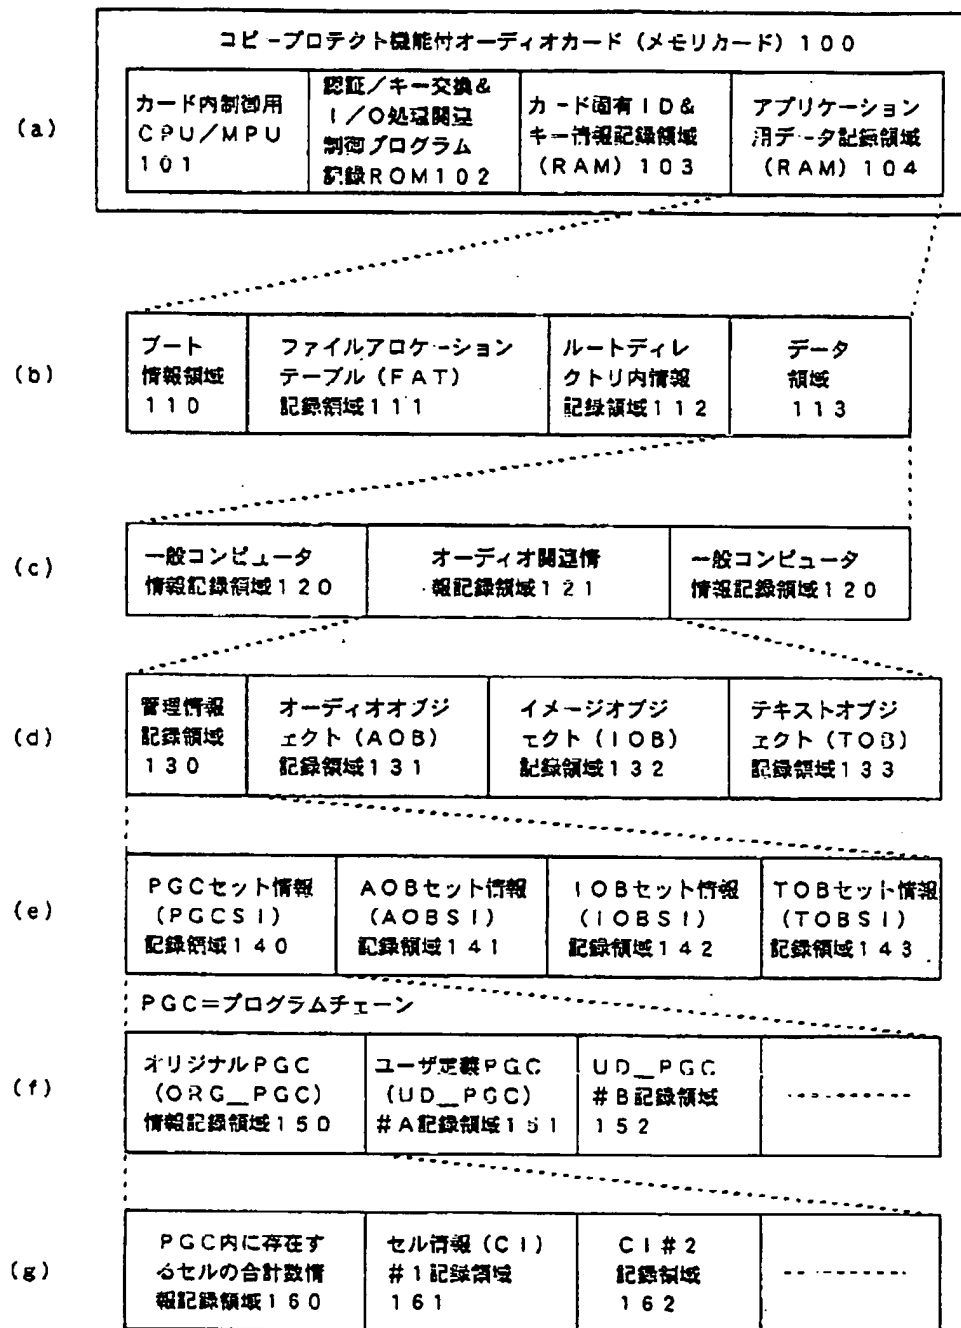 コピープロテクト機能付オーディオカード（メモリカード）１００
(a)
カード内制御用
ＣＰＵ／ＭＰＵ
１０１
認証／キー交換＆
Ｉ／Ｏ処理関連
制御プログラム
記録ROM１０２
カード固有ＩＤ＆
キー情報記録領域
(ＲＡＭ) １０３
アプリケーション
用データ記録領域
(ＲＡＭ) １０４
(b)
ブート
情報領域
１１０
ファイルアロケーション
テーブル（ＦＡＴ）
記録領域１１１
ルートディレ
クトリ内情報
記録領域１１２
データ
領域
１１３
(c)
一般コンピュータ
情報記録領域１２０
オーディオ関連情
報記録領域１２１
一般コンピュータ
情報記録領域１２０
(d)
管理情報
記録領域
１３０
オーディオオブジ
ェクト（ＡＯＢ）
記録領域１３１
イメージオブジ
ェクト（ＩＯＢ）
記録領域１３２
テキストオブジ
ェクト（ＴＯＢ）
記録領域１３３
(e)
ＰＧＣセット情報
(ＰＧＣＳＩ)
記録領域１４０
ＡＯＢセット情報
(ＡＯＢＳＩ)
記録領域１４１
ＩＯＢセット情報
(ＩＯＢＳＩ)
記録領域１４２
ＴＯＢセット情報
(ＴＯＢＳＩ)
記録領域１４３
ＰＧＣ＝プログラムチェーン
(f)
オリジナルＰＧＣ
(ＯＲＧ＿ＰＧＣ)
情報記録領域１５０
ユーザ定義ＰＧＣ
(ＵＤ＿ＰＧＣ)
＃Ａ記録領域１５１
ＵＤ＿ＰＧＣ
＃Ｂ記録領域
１５２
(g)
ＰＧＣ内に存在す
るセルの合計数情
報記録領域１６０
セル情報（ＣＩ）
＃１記録領域
１６１
ＣＩ＃２
記録領域
１６２